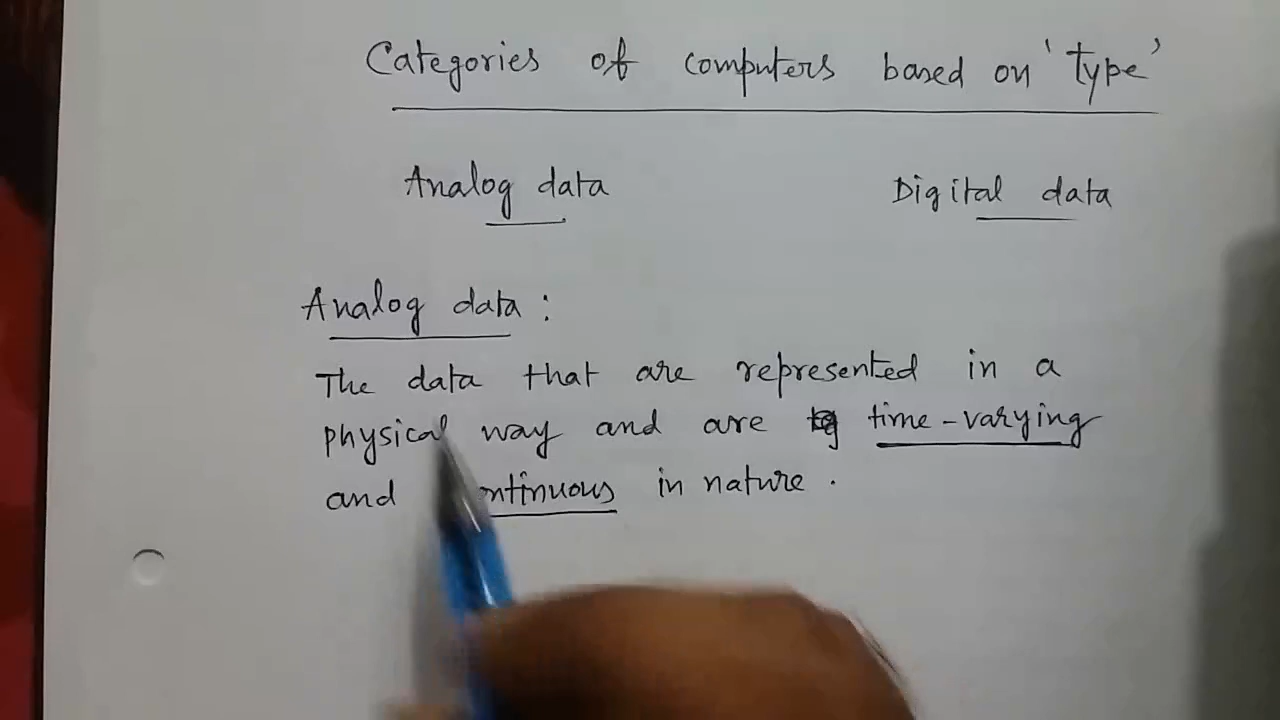 Categories of computers based on 'type'
Analog data Digital data
Analog data :
The data that are represented in a
physical way and are time-varying
and ntinuous in nature .